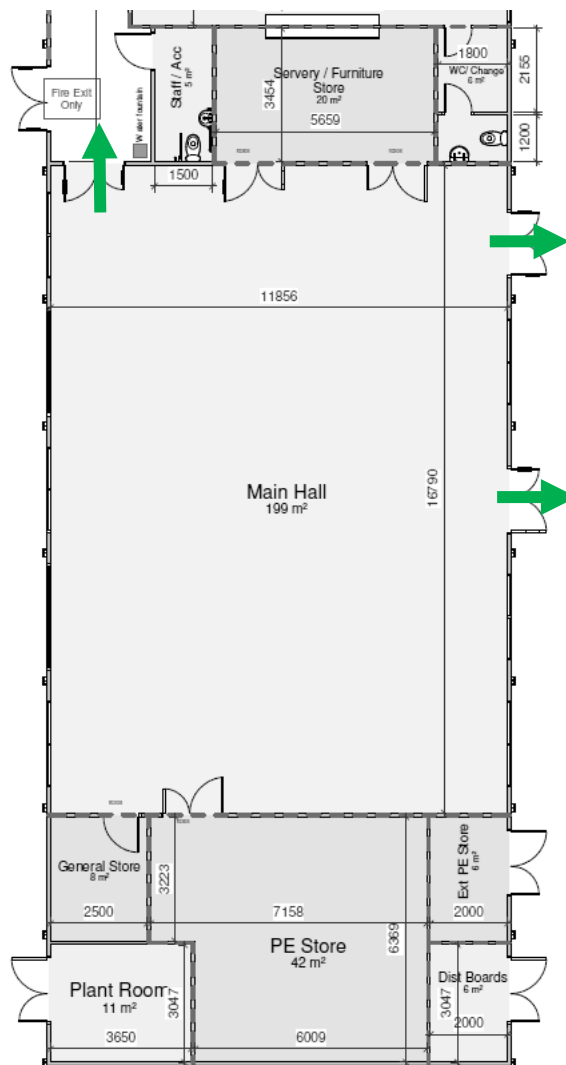 Fire Exit
Only
Water fountain
Staff / Acc
5 m²
Servery / Furniture
Store
20 m²
3454
5659
1800
WC/ Change
6 m²
2155
1200
1500
11856
Main Hall
199 m²
16790
General Store
8 m²
3223
Ext PE Store
6 m²
2500
7158
2000
6369
PE Store
42 m²
Plant Room
11 m²
3047
Dist Boards
6 m²
3047
2000
3650
6009